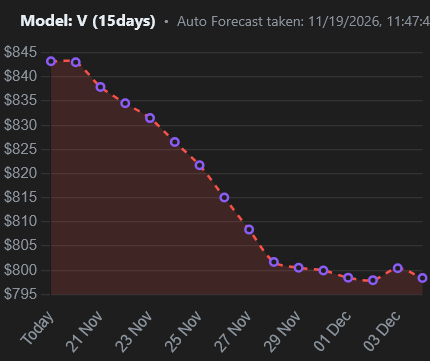 Model: V (15days) • Auto Forecast taken: 11/19/2026, 11:47:4
$845
$840
$835
$830
$825
$820
$815
$810
$805
$800
$795
Today
21 Nov
23 Nov
25 Nov
27 Nov
29 Nov
01 Dec
03 Dec